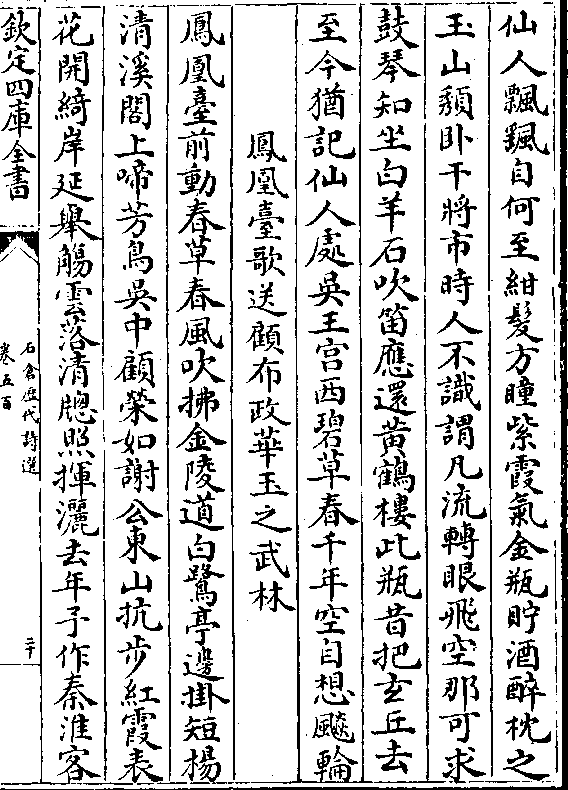 仙人飄颻自何至紺髮方瞳紫霞氣金瓶貯酒醉枕之
玉山頽卧干將市時人不識謂凡流轉眼飛空那可求
鼓琴知坐白羊石吹笛應還黃鶴樓此瓶昔把玄丘去
至今猶記仙人處吳王宫西碧草春千年空自想飇輪
鳳凰臺歌送顧布政華玉之武林
鳳凰臺前動春草春風吹拂金陵道白鷺亭邊掛短楊
清溪閣上啼芳鳥吳中顧榮如謝公東山抗步紅霞表
花開綺岸延舉觴雲落清牕照揮灑去年子作秦淮客
欽定四庫全書
石倉歴代詩選
卷五百
二十